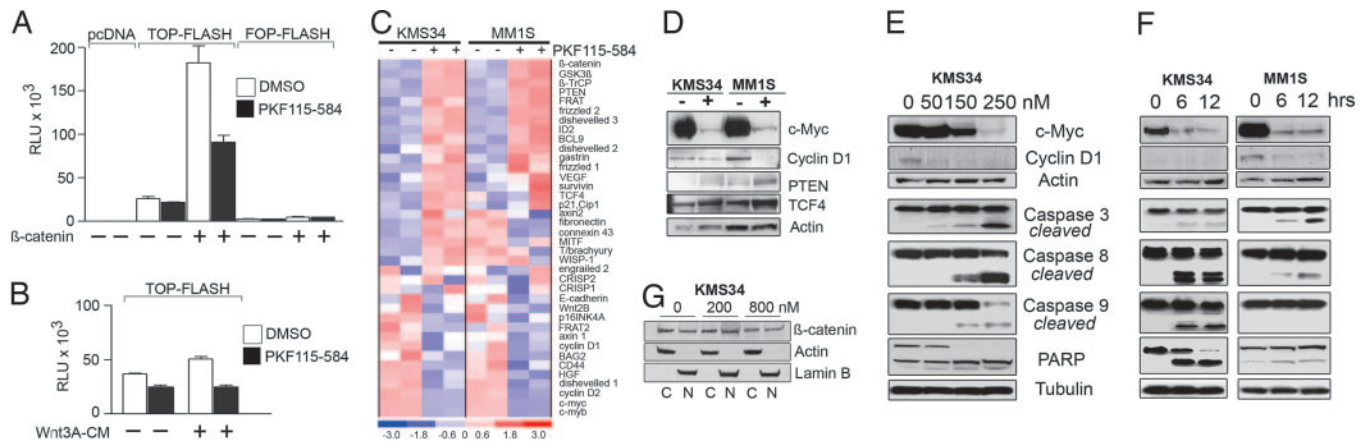 A
pcDNA TOP-FLASH FOP-FLASH
200
150
100
50
0
RLU x 10³
DMSO
PKF115-584
ß-catenin — — — — + + — — + +
B
TOP-FLASH
100
50
0
RLU x 10³
DMSO
PKF115-584
Wnt3A-CM — — + +
C
KMS34 MM1S
- - + + - - + + PKF115-584
ß-catenin
GSK3ß
ß-TrCP
PTEN
FRAT
frizzled 2
dishevelled 3
ID2
BCL9
dishevelled 2
gastrin
frizzled 1
VEGF
survivin
TCF4
p21.Cip1
axin2
fibronectin
connexin 43
MITF
T/brachyury
WISP-1
engrailed 2
CRISP2
CRISP1
E-cadherin
Wnt2B
p16INK4A
FRAT2
axin 1
cyclin D1
BAG2
CD44
HGF
dishevelled 1
cyclin D2
c-myc
c-myb
-3.0 -1.8 -0.6 0 0.6 1.8 3.0
D
KMS34 MM1S
- + - +
c-Myc
Cyclin D1
PTEN
TCF4
Actin
G
KMS34
0 200 800 nM
ß-catenin
Actin
Lamin B
C N C N C N
E
KMS34
0 50 150 250 nM
c-Myc
Cyclin D1
Actin
Caspase 3
cleaved
Caspase 8
cleaved
Caspase 9
cleaved
PARP
Tubulin
F
KMS34 MM1S
0 6 12 0 6 12 hrs